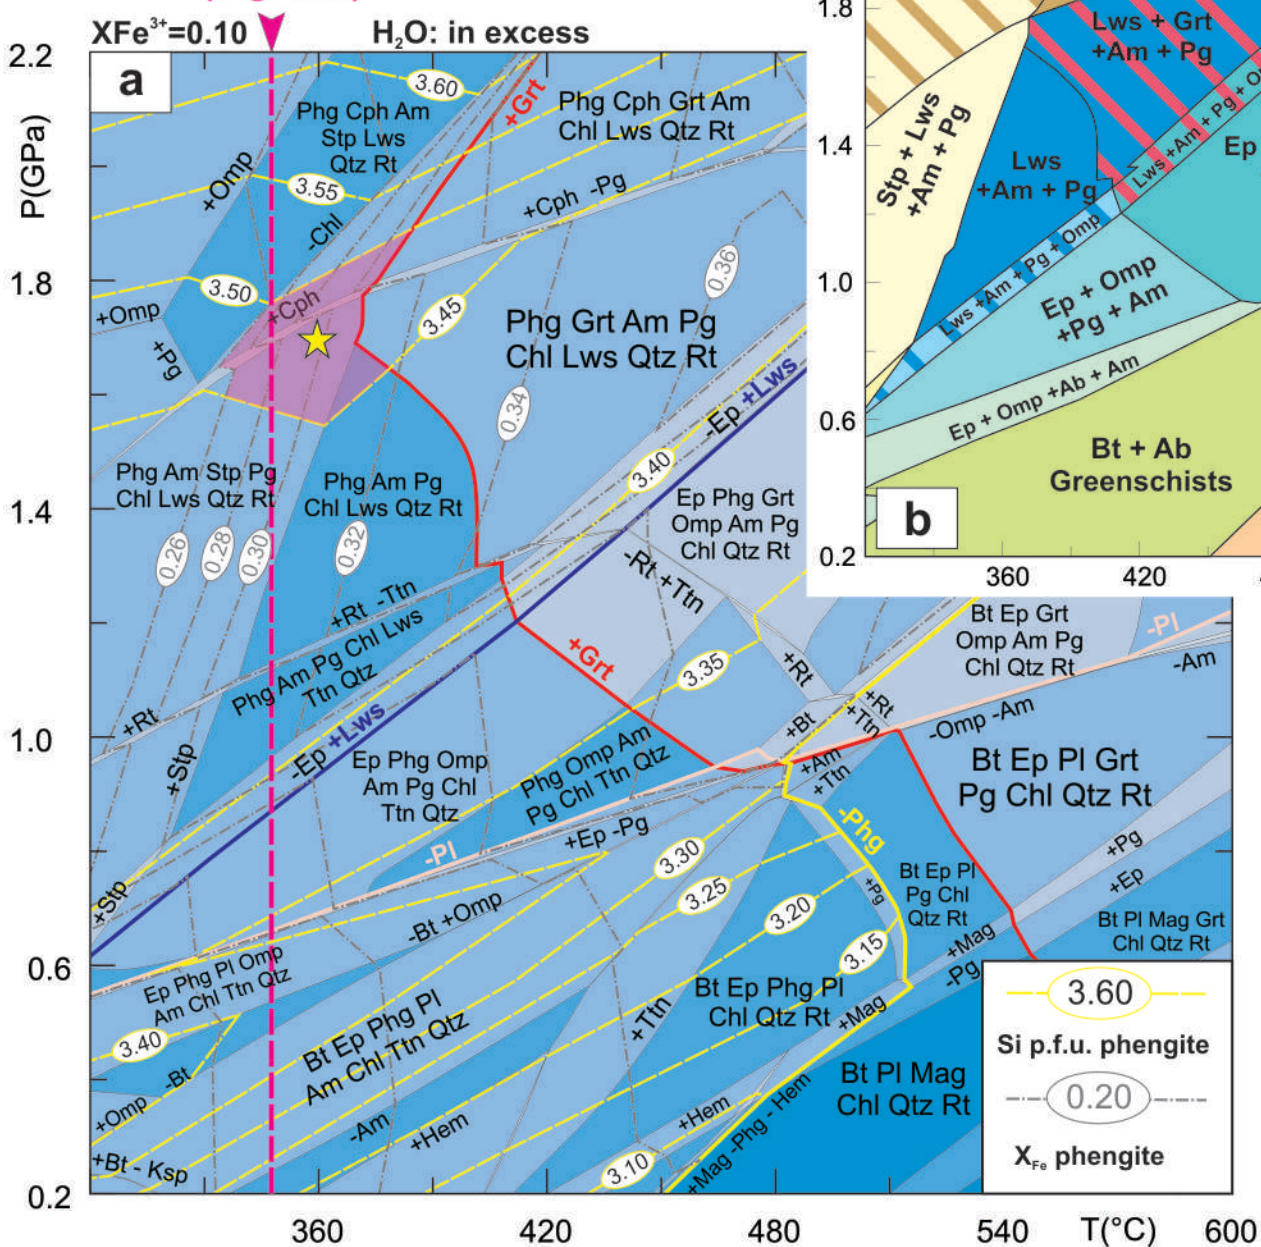 XFe³⁺=0.10
H₂O: in excess
a
P(GPa)
2.2
1.8
1.4
1.0
0.6
0.2
360
420
480
540
T(°C)
600
3.60
Phg Cph Am
Stp Lws
Qtz Rt
+Grt
Phg Cph Grt Am
Chl Lws Qtz Rt
+Omp
3.55
-Chl
+Cph -Pg
3.50
+Omp
+Cph
+Pg
3.45
0.36
Phg Grt Am Pg
Chl Lws Qtz Rt
0.34
-Ep +Lws
3.40
Phg Am Stp Pg
Chl Lws Qtz Rt
Phg Am Pg
Chl Lws Qtz Rt
0.26
0.28
0.30
0.32
Ep Phg Grt
Omp Am Pg
Chl Qtz Rt
-Rt +Ttn
+Rt -Ttn
Phg Am Pg Chl Lws
Ttn Qtz
+Rt
+Stp
-Ep +Lws
+Grt
3.35
+Rt
Bt Ep Grt
Omp Am Pg
Chl Qtz Rt
-Pl
-Am
+Bt
+Rt
+Ttn
-Omp -Am
Ep Phg Omp
Am Pg Chl
Ttn Qtz
Phg Omp Am
Pg Chl Ttn Qtz
+Am
+Ttn
Bt Ep Pl Grt
Pg Chl Qtz Rt
-Pl
+Ep -Pg
-Phg
3.30
+Stp
3.25
+Pg
+Pg
+Ep
Bt Ep Pl
Pg Chl
Qtz Rt
-Bt +Omp
3.20
Bt Pl Mag Grt
Chl Qtz Rt
3.15
+Mag
-Pg
Ep Phg Pl Omp
Am Chl Ttn Qtz
Bt Ep Phg Pl
Chl Qtz Rt
3.40
Bt Ep Phg Pl
Am Chl Ttn Qtz
+Ttn
+Mag
-Bt
+Omp
-Am
+Hem
+Hem
Bt Pl Mag
Chl Qtz Rt
+Bt - Ksp
3.10
+Mag -Phg - Hem
3.60
Si p.f.u. phengite
0.20
X Fe phengite
b
1.8
1.4
1.0
0.6
0.2
360
420
Lws + Grt
+Am + Pg
Stp + Lws
+Am + Pg
Lws
+Am + Pg
Lws +Am + Pg +
Ep
Lws +Am + Pg + Omp
Ep + Omp
+Pg + Am
Ep + Omp +Ab + Am
Bt + Ab
Greenschists